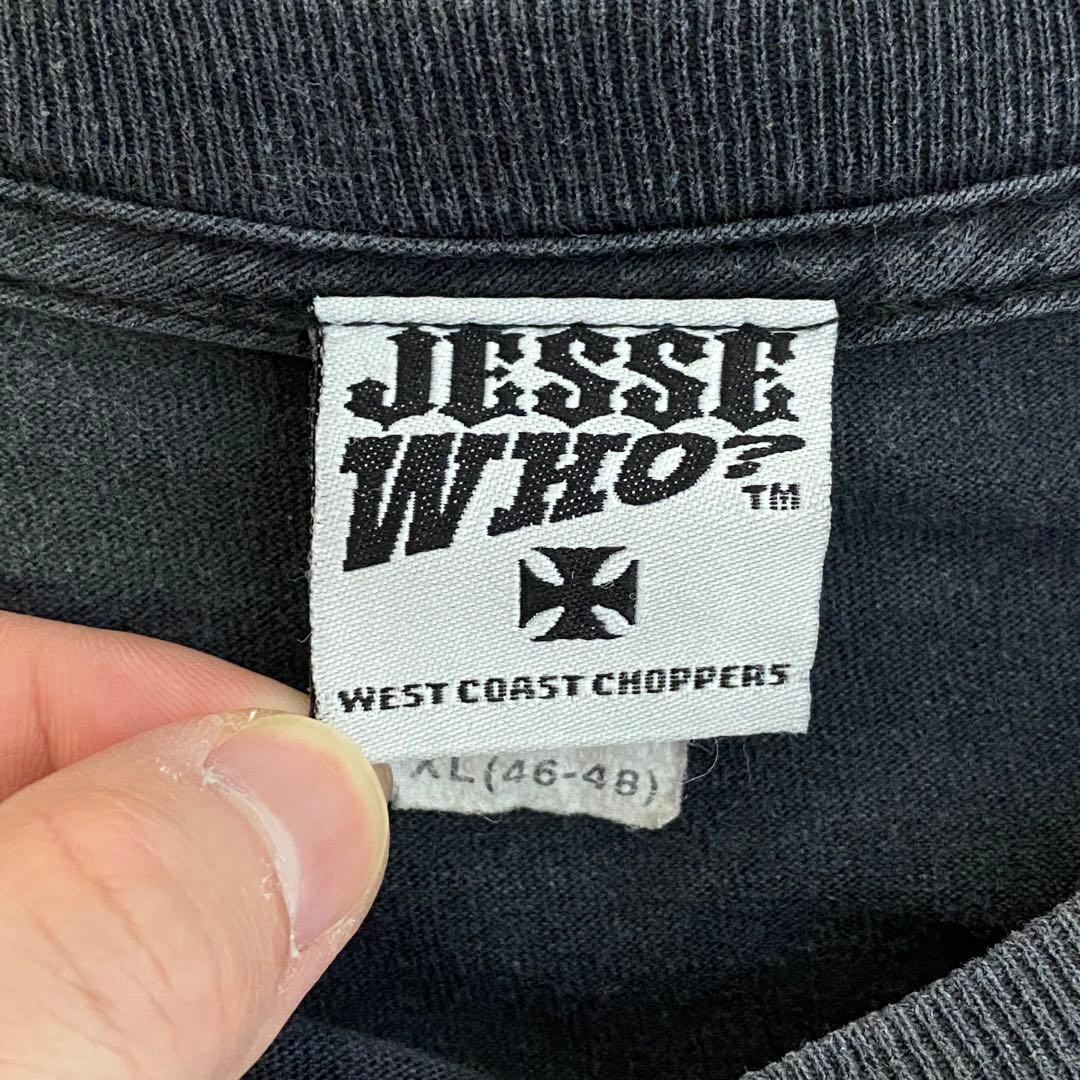 JESSE
WHO?
TM
WEST COAST CHOPPERS
XL (46-48)